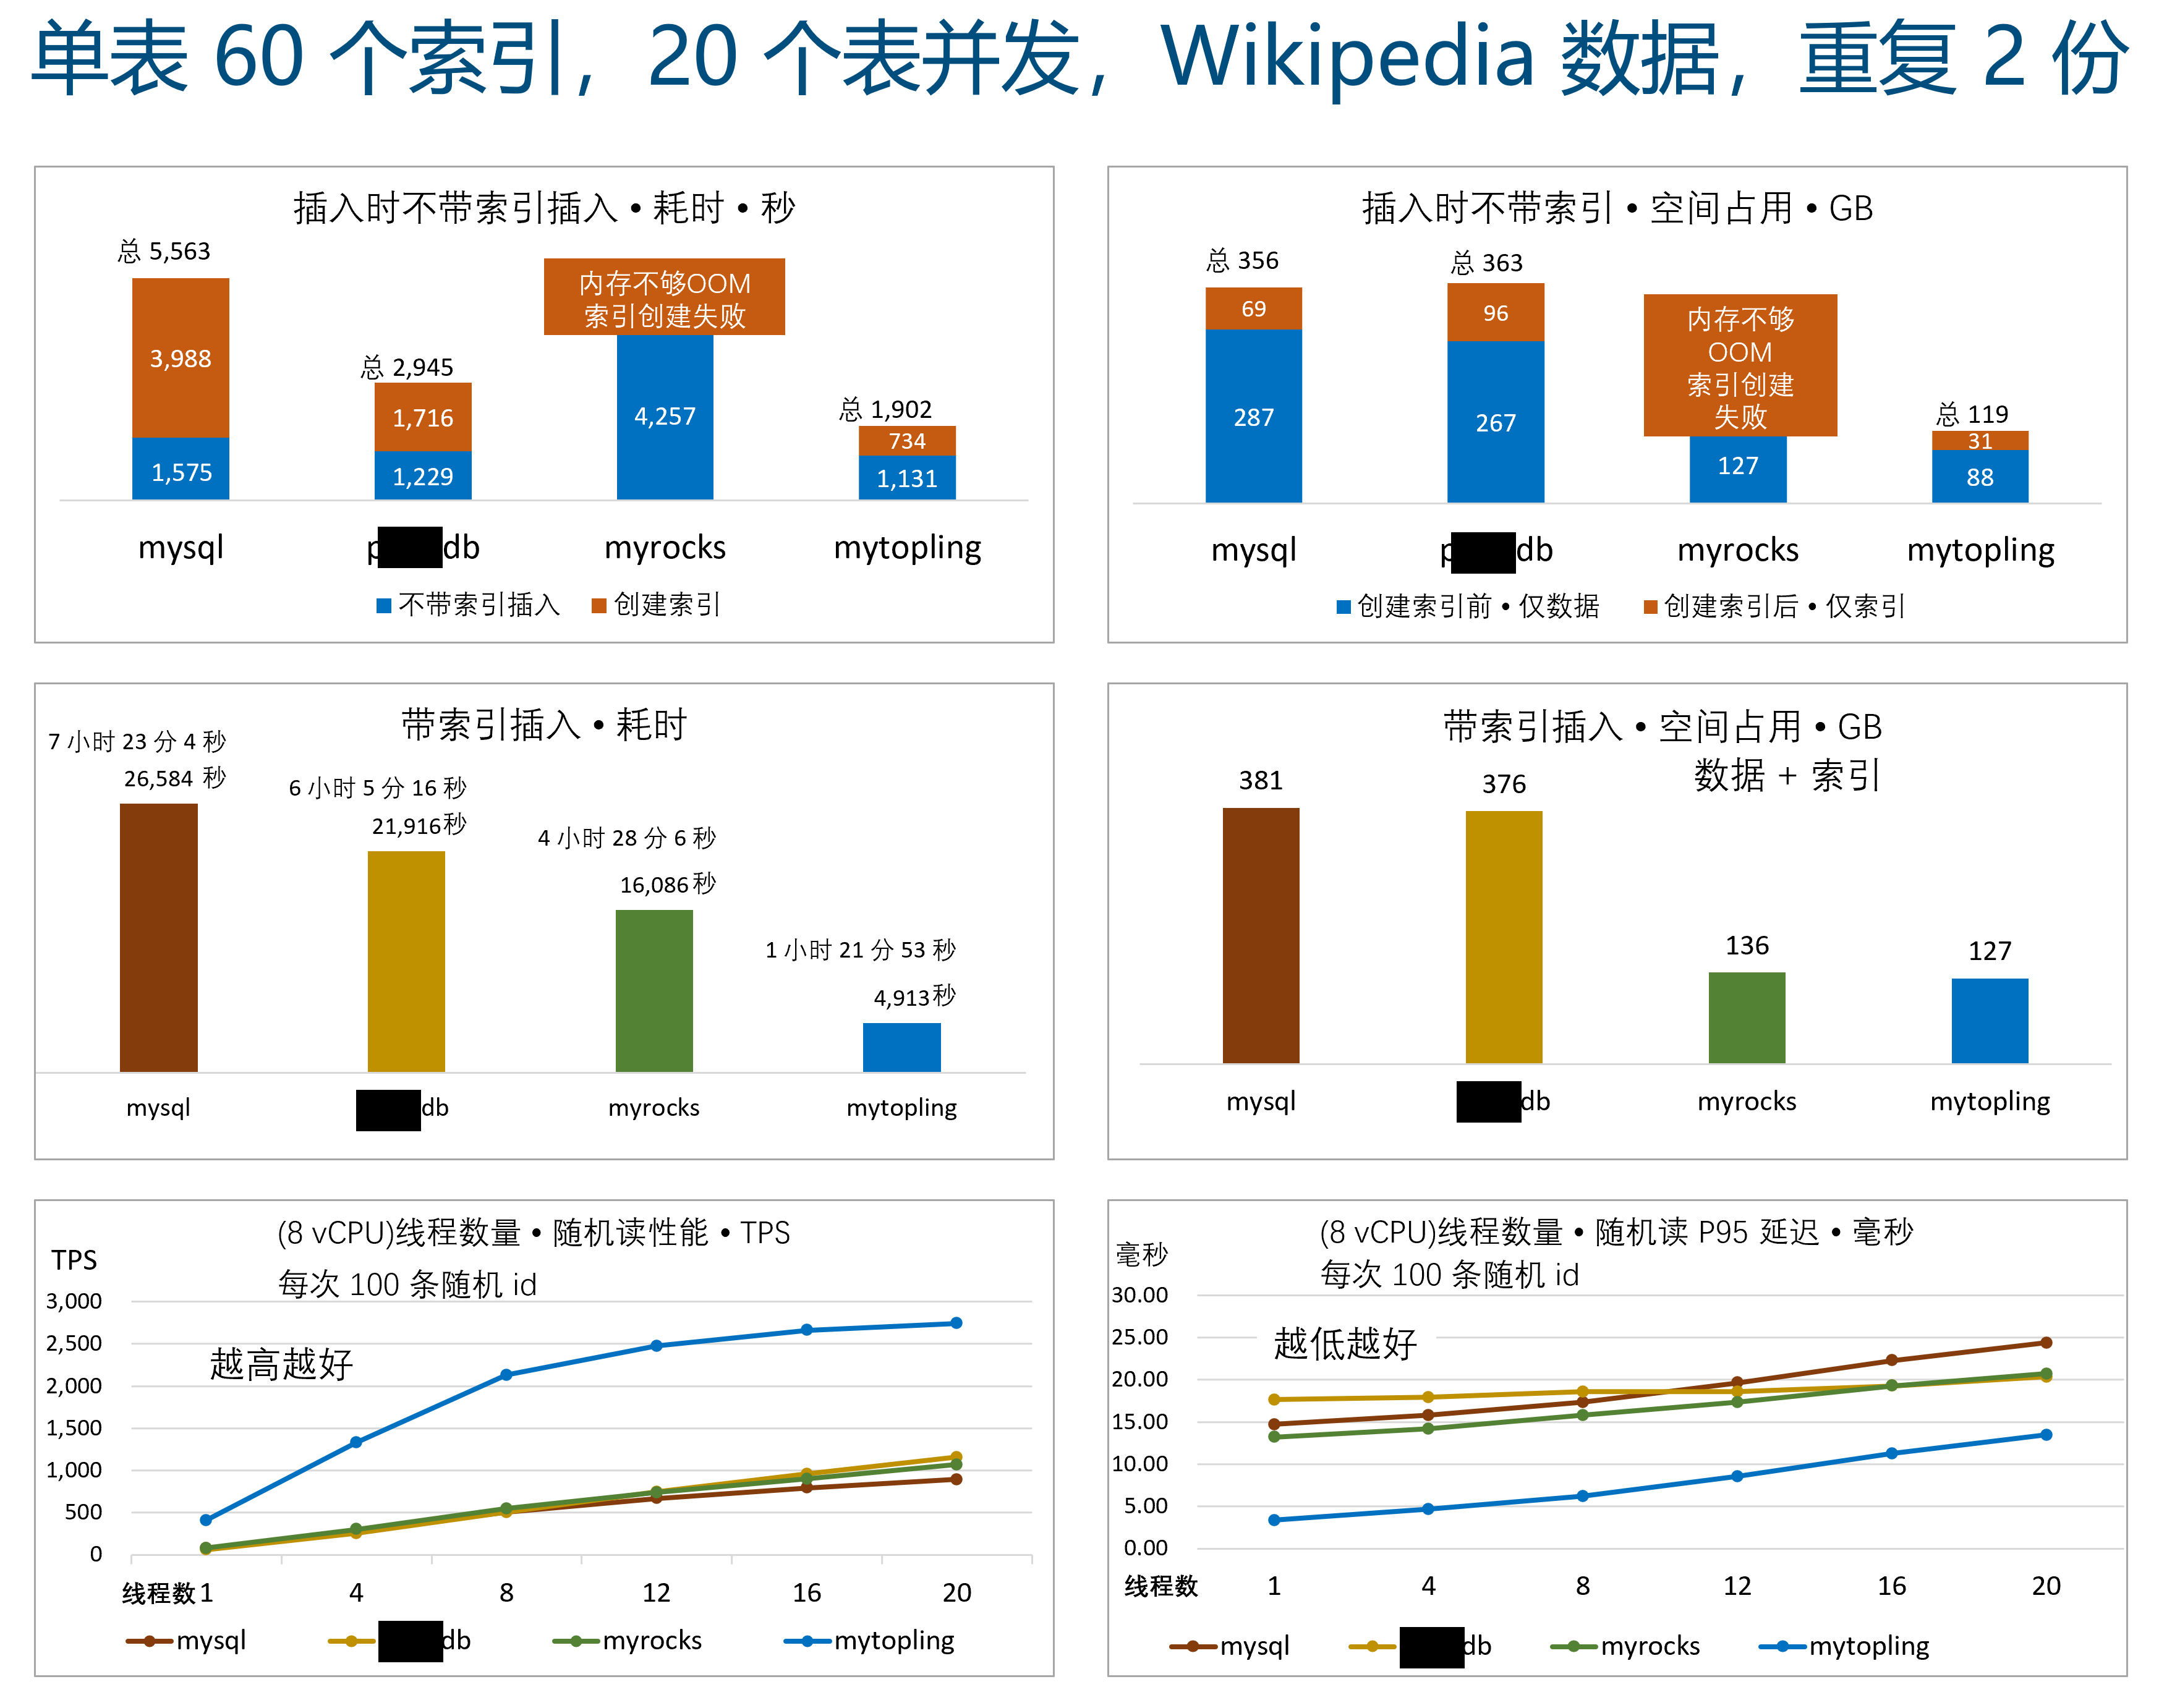 单表 60 个索引，20 个表并发，Wikipedia 数据，重复 2 份
插入时不带索引插入 • 耗时 • 秒
总 5,563
3,988
1,575
总 2,945
1,716
1,229
内存不够OOM
索引创建失败
4,257
总 1,902
734
1,131
mysql
p
db
myrocks
mytopling
不带索引插入
创建索引
插入时不带索引 • 空间占用 • GB
总 356
69
287
总 363
96
267
内存不够
OOM
索引创建
失败
127
总 119
31
88
mysql
p
db
myrocks
mytopling
创建索引前 • 仅数据
创建索引后 • 仅索引
带索引插入 • 耗时
7 小时 23 分 4 秒
26,584 秒
6 小时 5 分 16 秒
21,916秒
4 小时 28 分 6 秒
16,086秒
1 小时 21 分 53 秒
4,913秒
mysql
db
myrocks
mytopling
带索引插入 • 空间占用 • GB
数据 + 索引
381
376
136
127
mysql
db
myrocks
mytopling
(8 vCPU)线程数量 • 随机读性能 • TPS
每次 100 条随机 id
TPS
越高越好
3,000
2,500
2,000
1,500
1,000
500
0
线程数 1 4 8 12 16 20
mysql
db
myrocks
mytopling
(8 vCPU)线程数量 • 随机读 P95 延迟 • 毫秒
每次 100 条随机 id
毫秒
越低越好
30.00
25.00
20.00
15.00
10.00
5.00
0.00
线程数 1 4 8 12 16 20
mysql
db
myrocks
mytopling